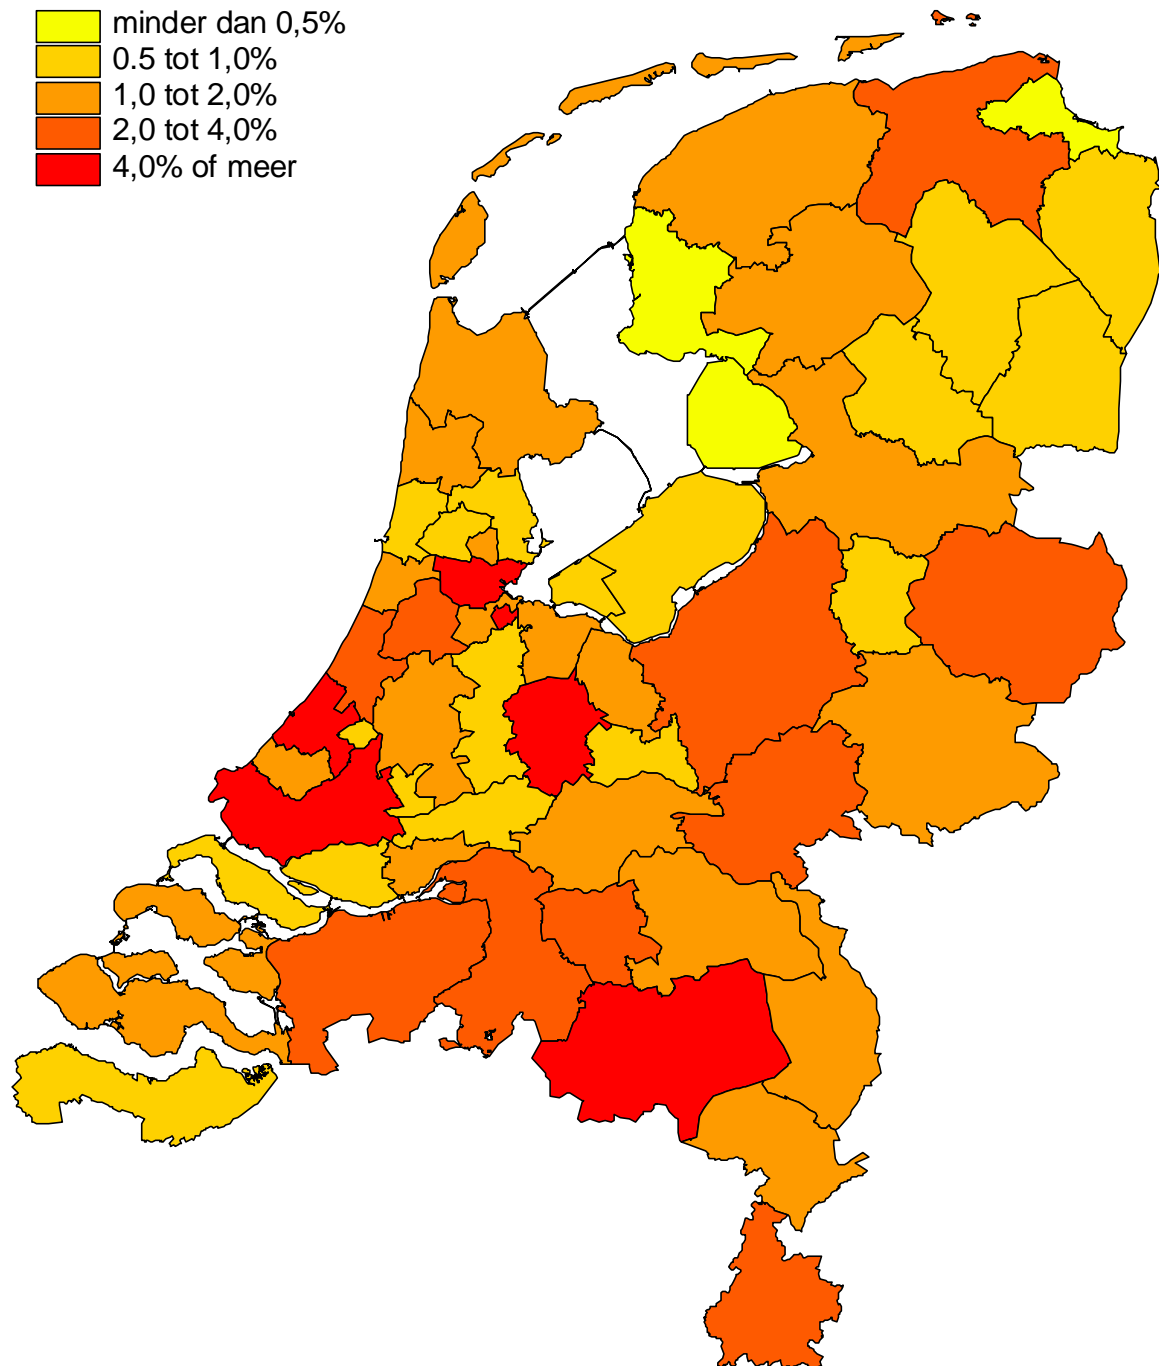 minder dan 0,5%
0.5 tot 1,0%
1,0 tot 2,0%
2,0 tot 4,0%
4,0% of meer